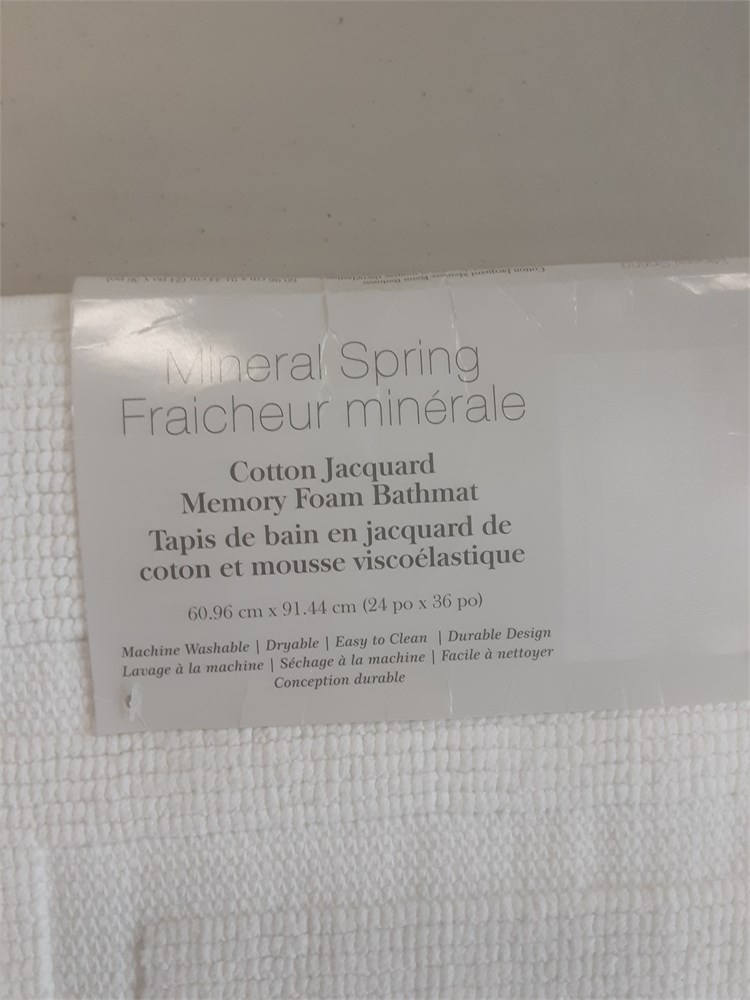 Mineral Spring
Fraicheur minérale
Cotton Jacquard
Memory Foam Bathmat
Tapis de bain en jacquard de
coton et mousse viscoélastique
60.96 cm x 91.44 cm (24 po x 36 po)
Machine Washable | Dryable | Easy to Clean | Durable Design
Lavage à la machine | Séchage à la machine | Facile à nettoyer
Conception durable